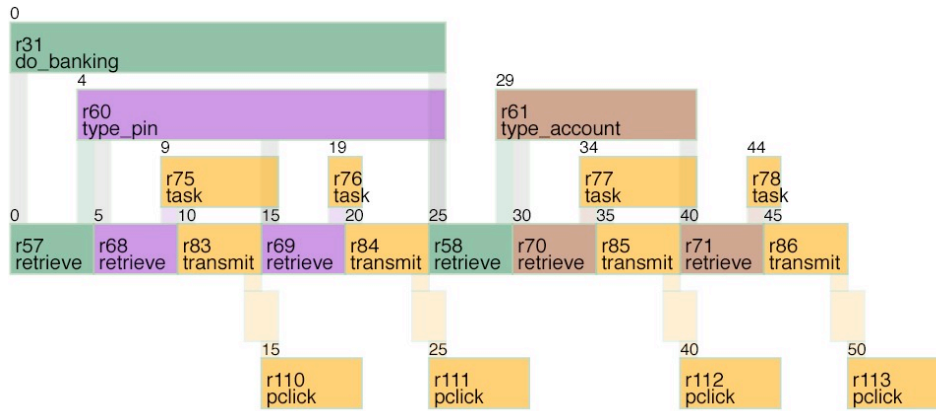 0
r31
do_banking
4
29
r60
type_pin
r61
type_account
9
19
34
44
r75
task
r76
task
r77
task
r78
task
0 5 10 15 20 25 30 35 40 45
r57 r68 r83 r69 r84 r58 r70 r85 r71 r86
retrieve retrieve transmit retrieve transmit retrieve retrieve transmit retrieve transmit
15
25
40
50
r110
pclick
r111
pclick
r112
pclick
r113
pclick